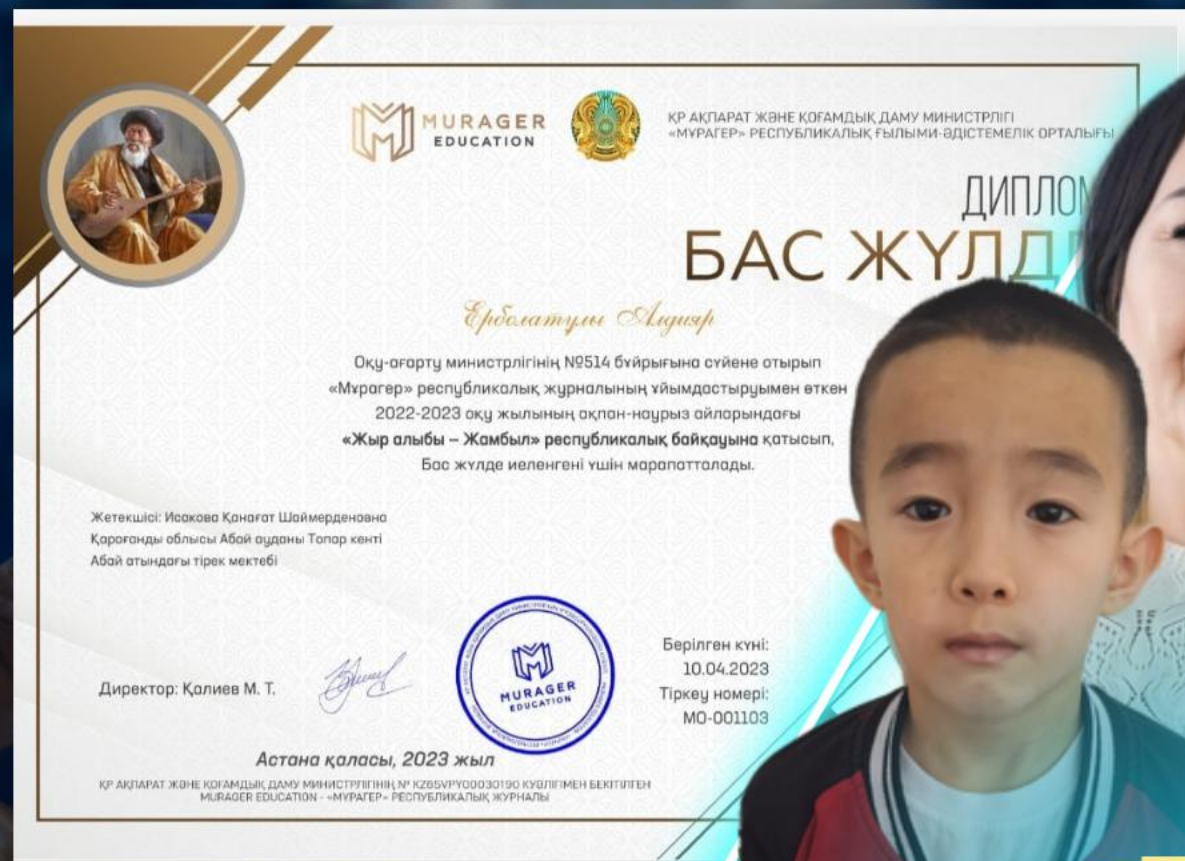 MURAGER
EDUCATION
ҚР АҚПАРАТ ЖӘНЕ ҚОҒАМДЫҚ ДАМУ МИНИСТРЛІГІ
«МҰРАГЕР» РЕСПУБЛИКАЛЫҚ ҒЫЛЫМИ-ӘДІСТЕМЕЛІК ОРТАЛЫҒЫ
ДИПЛОМ
БАС ЖҮЛД
Ерболатұлы Алдияр
Оқу-ағарту министрлігінің №514 бұйрығына сүйене отырып
«Мұрагер» республикалық журналының ұйымдастыруымен өткен
2022-2023 оқу жылының ақпан-наурыз айларындағы
«Жыр алыбы – Жамбыл» республикалық байқауына қатысып,
Бас жүлде иеленгені үшін марапатталады.
Жетекшісі: Исакова Қанағат Шаймерденовна
Қарағанды облысы Абай ауданы Топар кенті
Абай атындағы тірек мектебі
Берілген күні:
10.04.2023
Тіркеу номері:
МО-001103
Директор: Қалиев М. Т.
MURAGER
EDUCATION
Астана қаласы, 2023 жыл
ҚР АҚПАРАТ ЖӘНЕ ҚОҒАМДЫҚ ДАМУ МИНИСТРЛІГІНІҢ № KZ65VPY00030190 КУӘЛІГІМЕН БЕКІТІЛГЕН
MURAGER EDUCATION - «МҰРАГЕР» РЕСПУБЛИКАЛЫҚ ЖУРНАЛЫ